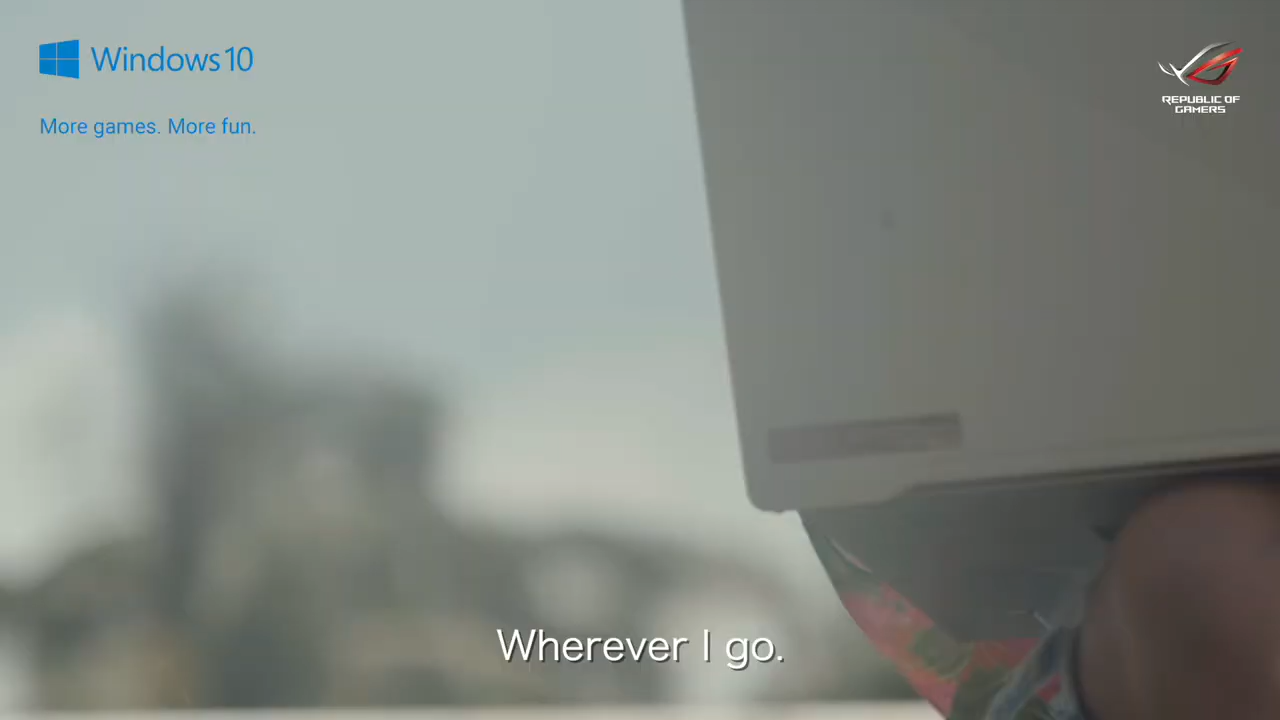 Windows 10
More games. More fun.
REPUBLIC OF
GAMERS
Wherever I go.